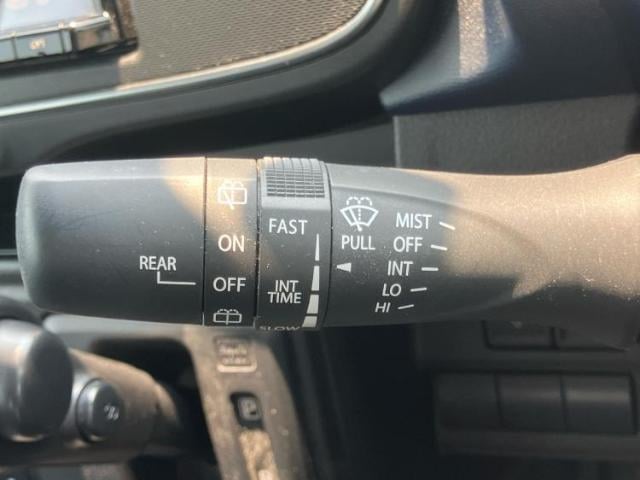 FAST
ON
REAR
OFF
INT
TIME
SLOW
PULL
MIST
OFF
INT
LO
HI
P